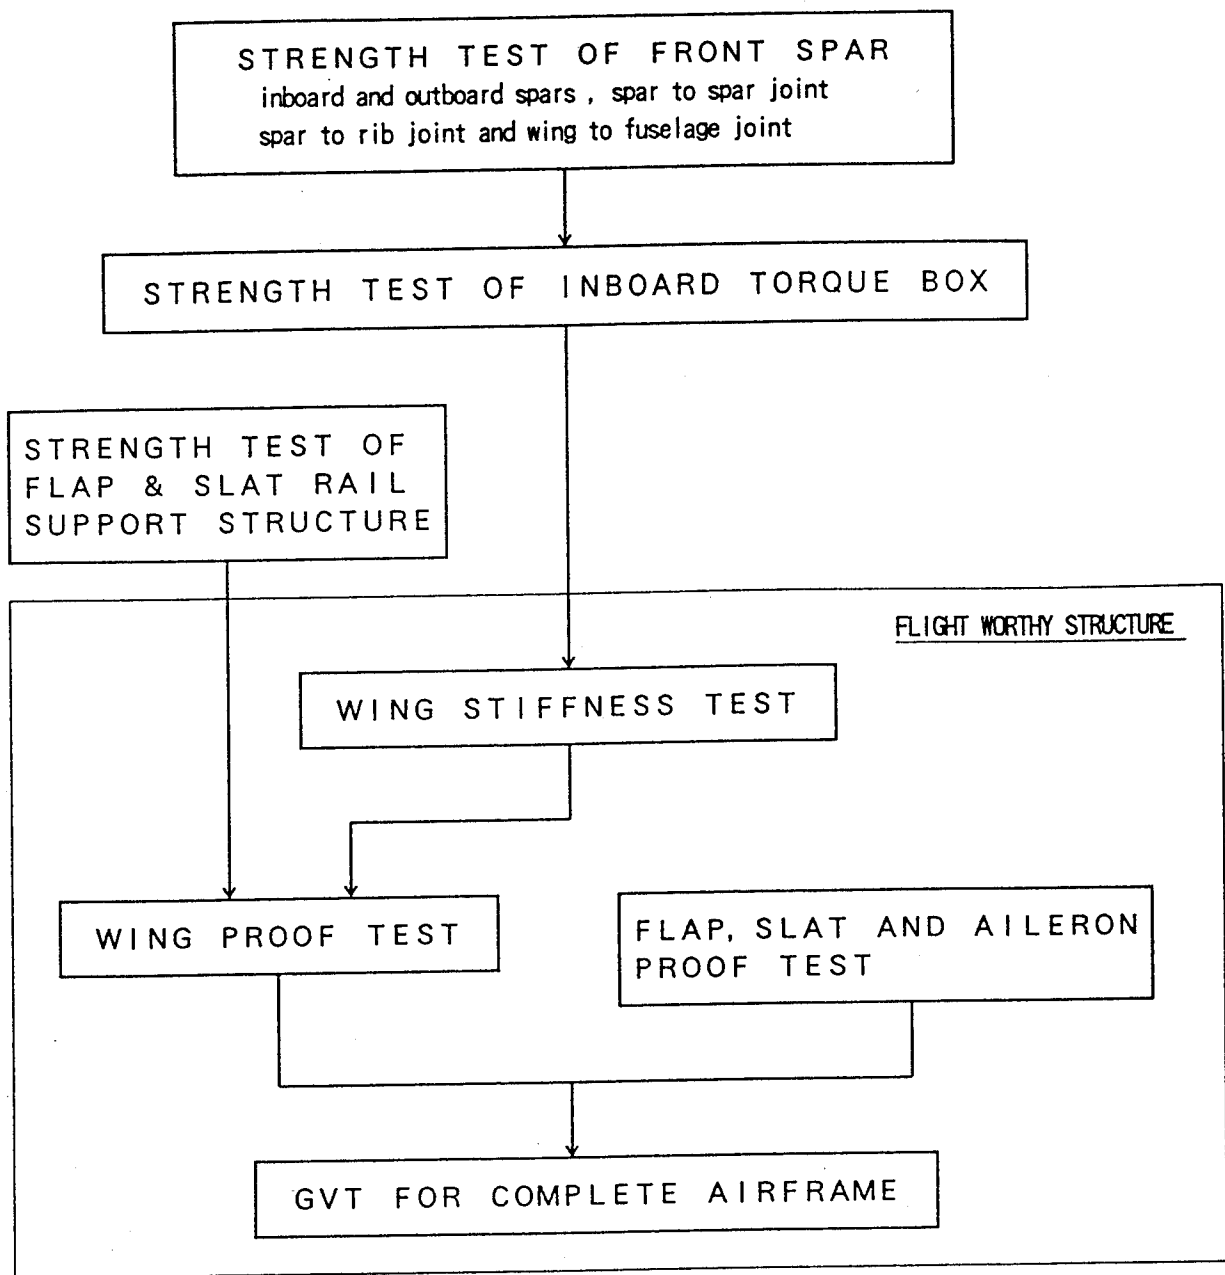 STRENGTH TEST OF FRONT SPAR
inboard and outboard spars , spar to spar joint
spar to rib joint and wing to fuselage joint
STRENGTH TEST OF INBOARD TORQUE BOX
STRENGTH TEST OF
FLAP & SLAT RAIL
SUPPORT STRUCTURE
FLIGHT WORTHY STRUCTURE
WING STIFFNESS TEST
WING PROOF TEST
FLAP, SLAT AND AILERON
PROOF TEST
GVT FOR COMPLETE AIRFRAME